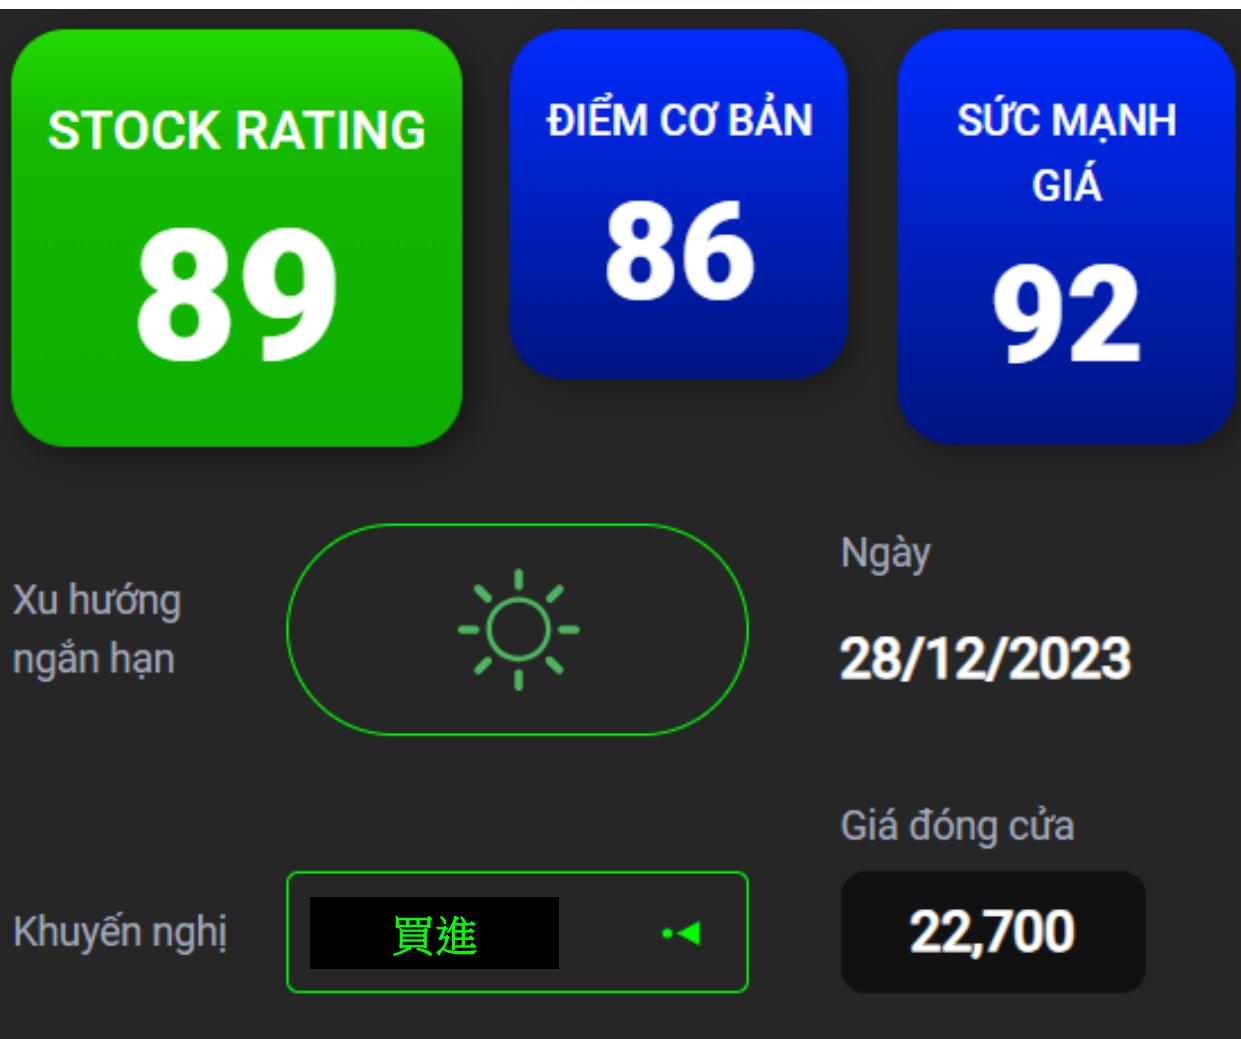 STOCK RATING
89
ĐIỂM CƠ BẢN
86
SỨC MẠNH
GIÁ
92
Xu hướng
ngắn hạn
Ngày
28/12/2023
Khuyến nghị
買進
Giá đóng cửa
22,700